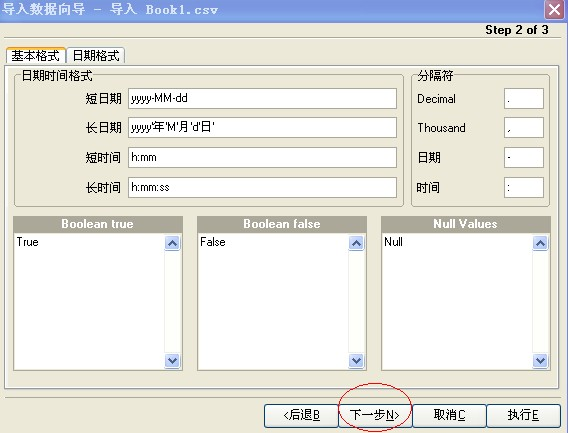 导入数据向导 - 导入 Book1.csv
Step 2 of 3
基本格式 日期格式
日期时间格式
短日期 yyyy-MM-dd
长日期 yyyy'年'M'月'd'日'
短时间 h:mm
长时间 h:mm:ss
分隔符
Decimal .
Thousand ,
日期 -
时间 :
Boolean true
True
Boolean false
False
Null Values
Null
<后退B 下一步N> 取消C 执行E